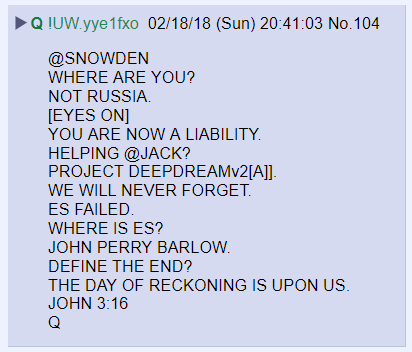 ▶ Q !UW.yye1fxo 02/18/18 (Sun) 20:41:03 No.104
@SNOWDEN
WHERE ARE YOU?
NOT RUSSIA.
[EYES ON]
YOU ARE NOW A LIABILITY.
HELPING @JACK?
PROJECT DEEPDREAMv2[A]].
WE WILL NEVER FORGET.
ES FAILED.
WHERE IS ES?
JOHN PERRY BARLOW.
DEFINE THE END?
THE DAY OF RECKONING IS UPON US.
JOHN 3:16
Q